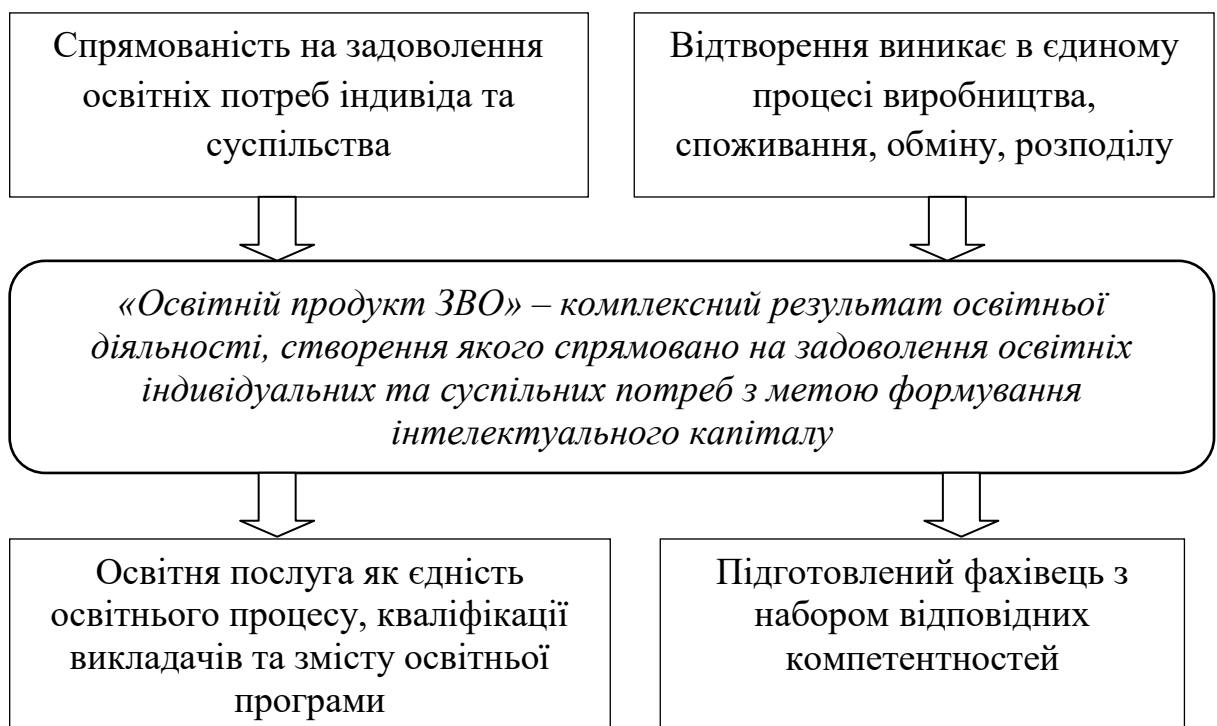 Спрямованість на задоволення
освітніх потреб індивіда та
суспільства
Відтворення виникає в єдиному
процесі виробництва,
споживання, обміну, розподілу
«Освітній продукт ЗВО» – комплексний результат освітньої
діяльності, створення якого спрямовано на задоволення освітніх
індивідуальних та суспільних потреб з метою формування
інтелектуального капіталу
Освітня послуга як єдність
освітнього процесу, кваліфікації
викладачів та змісту освітньої
програми
Підготовлений фахівець з
набором відповідних
компетентностей